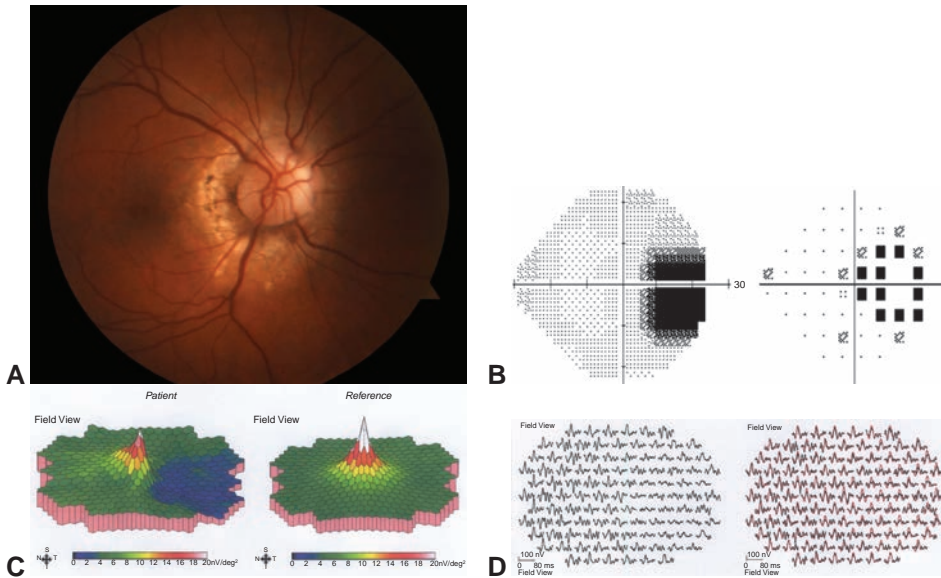 A
30
B
Patient
Reference
Field View
Field View
S
N T
0 2 4 6 8 10 12 14 16 18 20nV/deg²
0 2 4 6 8 10 12 14 16 18 20nV/deg²
C
Field View
Field View
100 nV
0 80 ms
Field View
100 nV
0 80 ms
Field View
D